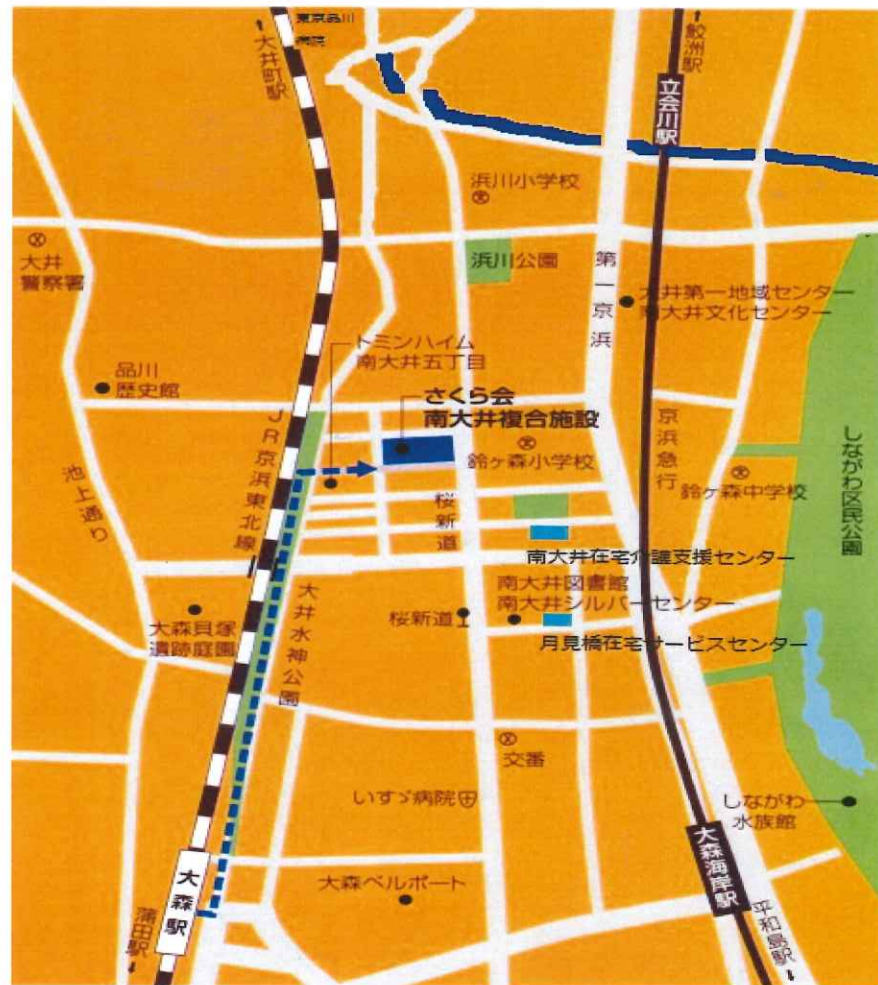 東京品川
病院
大井町駅
鮫洲駅
立会川駅
浜川小学校
大井
警察署
浜川公園
第一京浜
大井第一地域センター
南大井文化センター
トミンハイム
南大井五丁目
品川
歴史館
さくら会
南大井複合施設
JR京浜東北線
鈴ヶ森小学校
京浜急行
鈴ヶ森中学校
しながわ区民公園
池上通り
桜新道
南大井在宅介護支援センター
大井水神公園
南大井図書館
南大井シルバーセンター
桜新道
大森貝塚
遺跡庭園
月見橋在宅サービスセンター
交番
いすゞ病院
しながわ
水族館
大森ベルポート
大森海岸駅
大森駅
蒲田駅
平和島駅